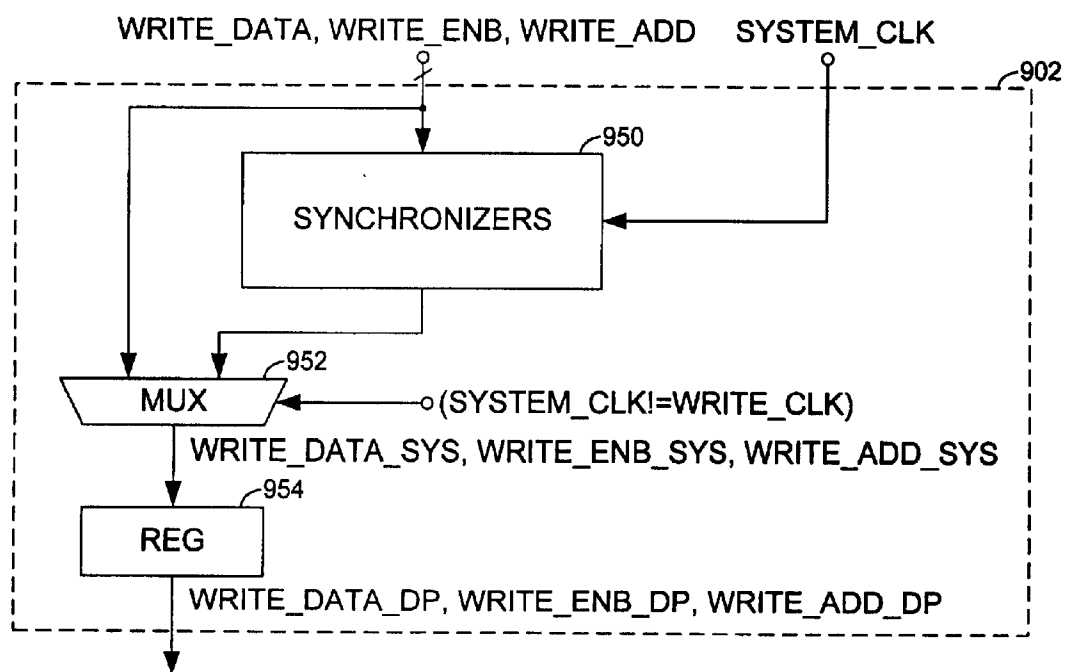 WRITE_DATA, WRITE_ENB, WRITE_ADD SYSTEM_CLK
902
950
SYNCHRONIZERS
952
MUX
(SYSTEM_CLK!=WRITE_CLK)
WRITE_DATA_SYS, WRITE_ENB_SYS, WRITE_ADD_SYS
954
REG
WRITE_DATA_DP, WRITE_ENB_DP, WRITE_ADD_DP